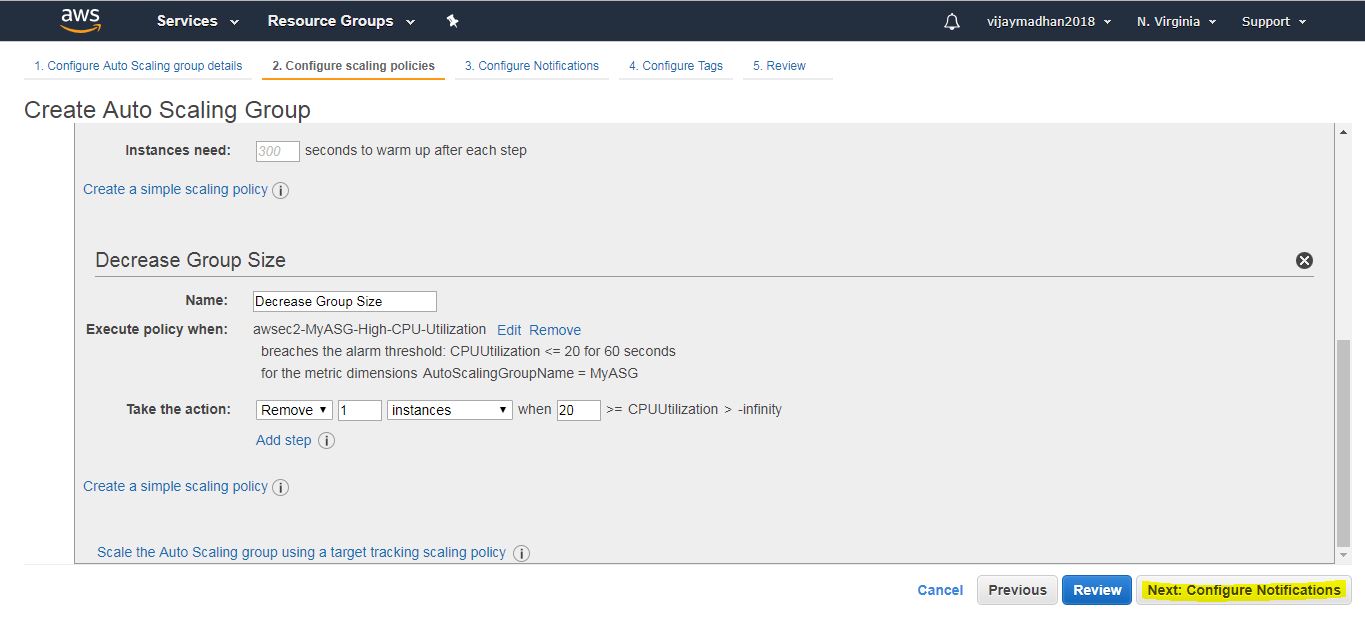 aws Services Resource Groups vijaymadhan2018 N. Virginia Support
1. Configure Auto Scaling group details 2. Configure scaling policies 3. Configure Notifications 4. Configure Tags 5. Review
Create Auto Scaling Group
Instances need: 300 seconds to warm up after each step
Create a simple scaling policy i
Decrease Group Size
Name: Decrease Group Size
Execute policy when: awsec2-MyASG-High-CPU-Utilization Edit Remove
breaches the alarm threshold: CPUUtilization <= 20 for 60 seconds
for the metric dimensions AutoScalingGroupName = MyASG
Take the action: Remove 1 instances when 20 >= CPUUtilization > -infinity
Add step i
Create a simple scaling policy i
Scale the Auto Scaling group using a target tracking scaling policy i
Cancel Previous Review Next: Configure Notifications